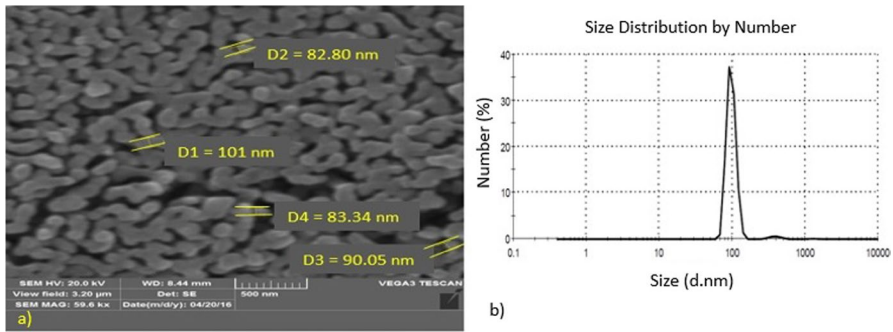 D2 = 82.80 nm
D1 = 101 nm
D4 = 83.34 nm
D3 = 90.05 nm
SEM HV: 20.0 kV WD: 8.44 mm VEGA3 TESCAN
View field: 3.20 µm Det: SE 500 nm
SEM MAG: 59.6 kx Date(m/d/y): 04/20/16
a)
Size Distribution by Number
Number (%)
40
30
20
10
0
0.1 1 10 100 1000 10000
Size (d.nm)
b)